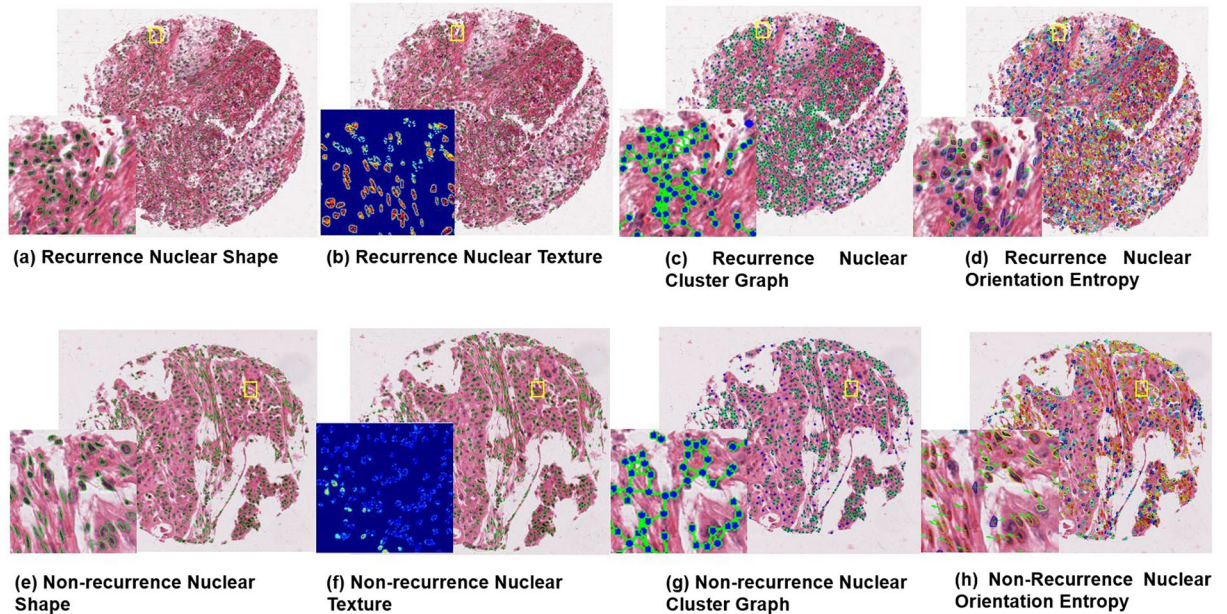 (a) Recurrence Nuclear Shape
(b) Recurrence Nuclear Texture
(c) Recurrence Nuclear
Cluster Graph
(d) Recurrence Nuclear
Orientation Entropy
(e) Non-recurrence Nuclear
Shape
(f) Non-recurrence Nuclear
Texture
(g) Non-recurrence Nuclear
Cluster Graph
(h) Non-Recurrence Nuclear
Orientation Entropy